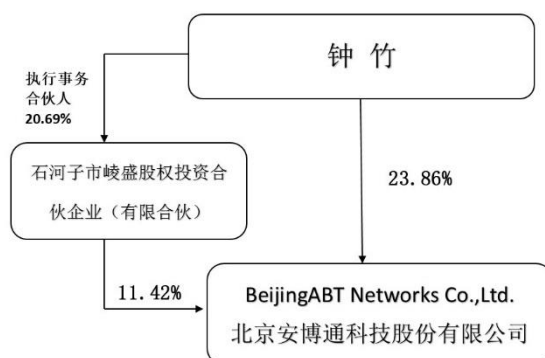 钟 竹
执行事务
合伙人
20.69%
石河子市崚盛股权投资合
伙企业（有限合伙）
23.86%
11.42%
BeijingABT Networks Co.,Ltd.
北京安博通科技股份有限公司